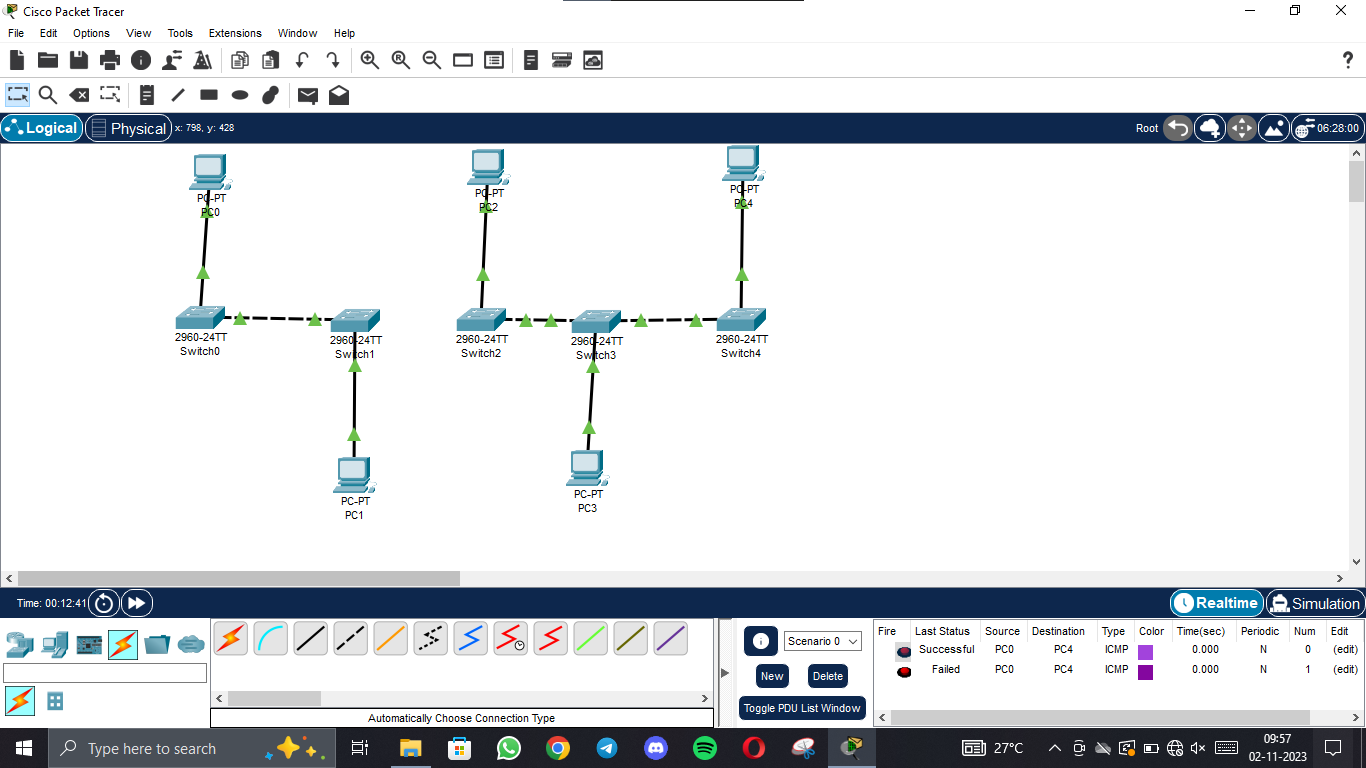 Cisco Packet Tracer
File Edit Options View Tools Extensions Window Help
?
Logical Physical x: 798, y: 428 Root 06:28:00
PC-PT
PC0
PC-PT
PC2
PC-PT
PC4
2960-24TT
Switch0
2960-24TT
Switch1
2960-24TT
Switch2
2960-24TT
Switch3
2960-24TT
Switch4
PC-PT
PC1
PC-PT
PC3
Time: 00:12:41 Realtime Simulation
Scenario 0
New Delete
Toggle PDU List Window
Fire Last Status Source Destination Type Color Time(sec) Periodic Num Edit
Successful PC0 PC4 ICMP 0.000 N 0 (edit)
Failed PC0 PC4 ICMP 0.000 N 1 (edit)
Automatically Choose Connection Type
Type here to search
27°C
09:57
02-11-2023